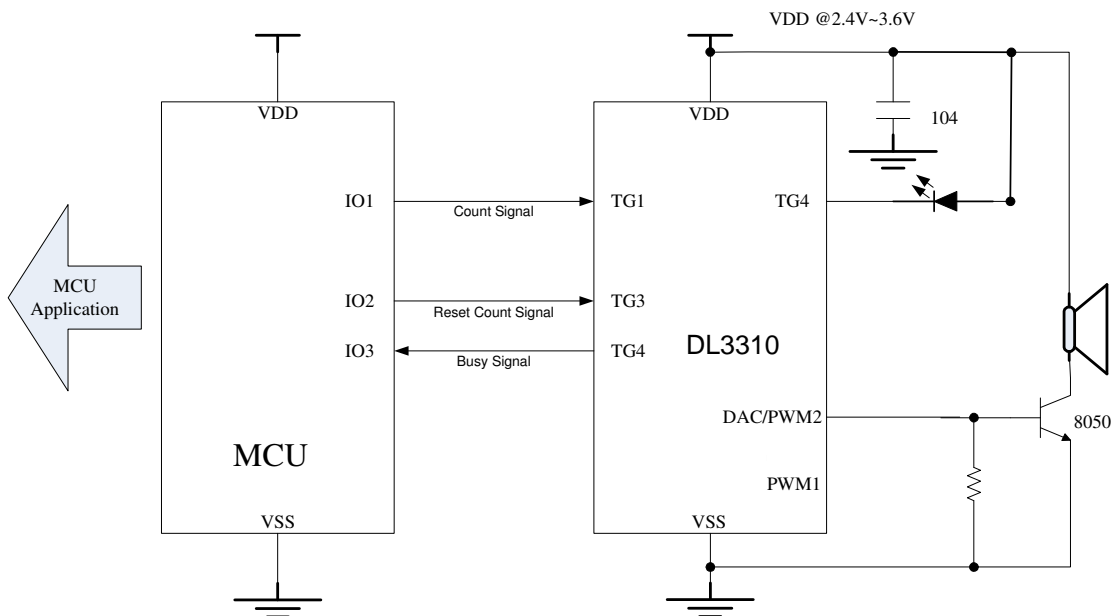 VDD @2.4V~3.6V
VDD
VDD
104
IO1
Count Signal
TG1
TG4
MCU
Application
IO2
Reset Count Signal
TG3
IO3
Busy Signal
TG4
DL3310
DAC/PWM2
8050
MCU
PWM1
VSS
VSS